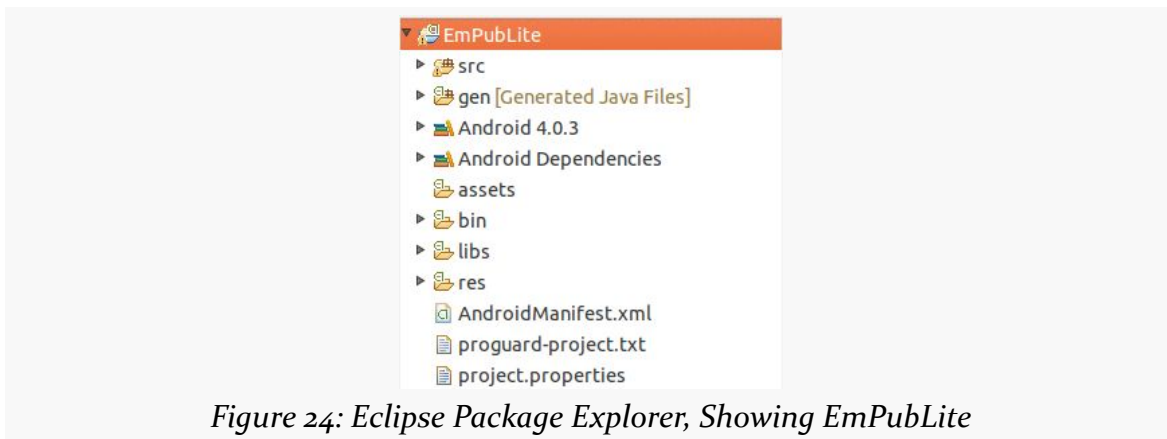 EmPubLite
src
gen [Generated Java Files]
Android 4.0.3
Android Dependencies
assets
bin
libs
res
AndroidManifest.xml
proguard-project.txt
project.properties
Figure 24: Eclipse Package Explorer, Showing EmPubLite